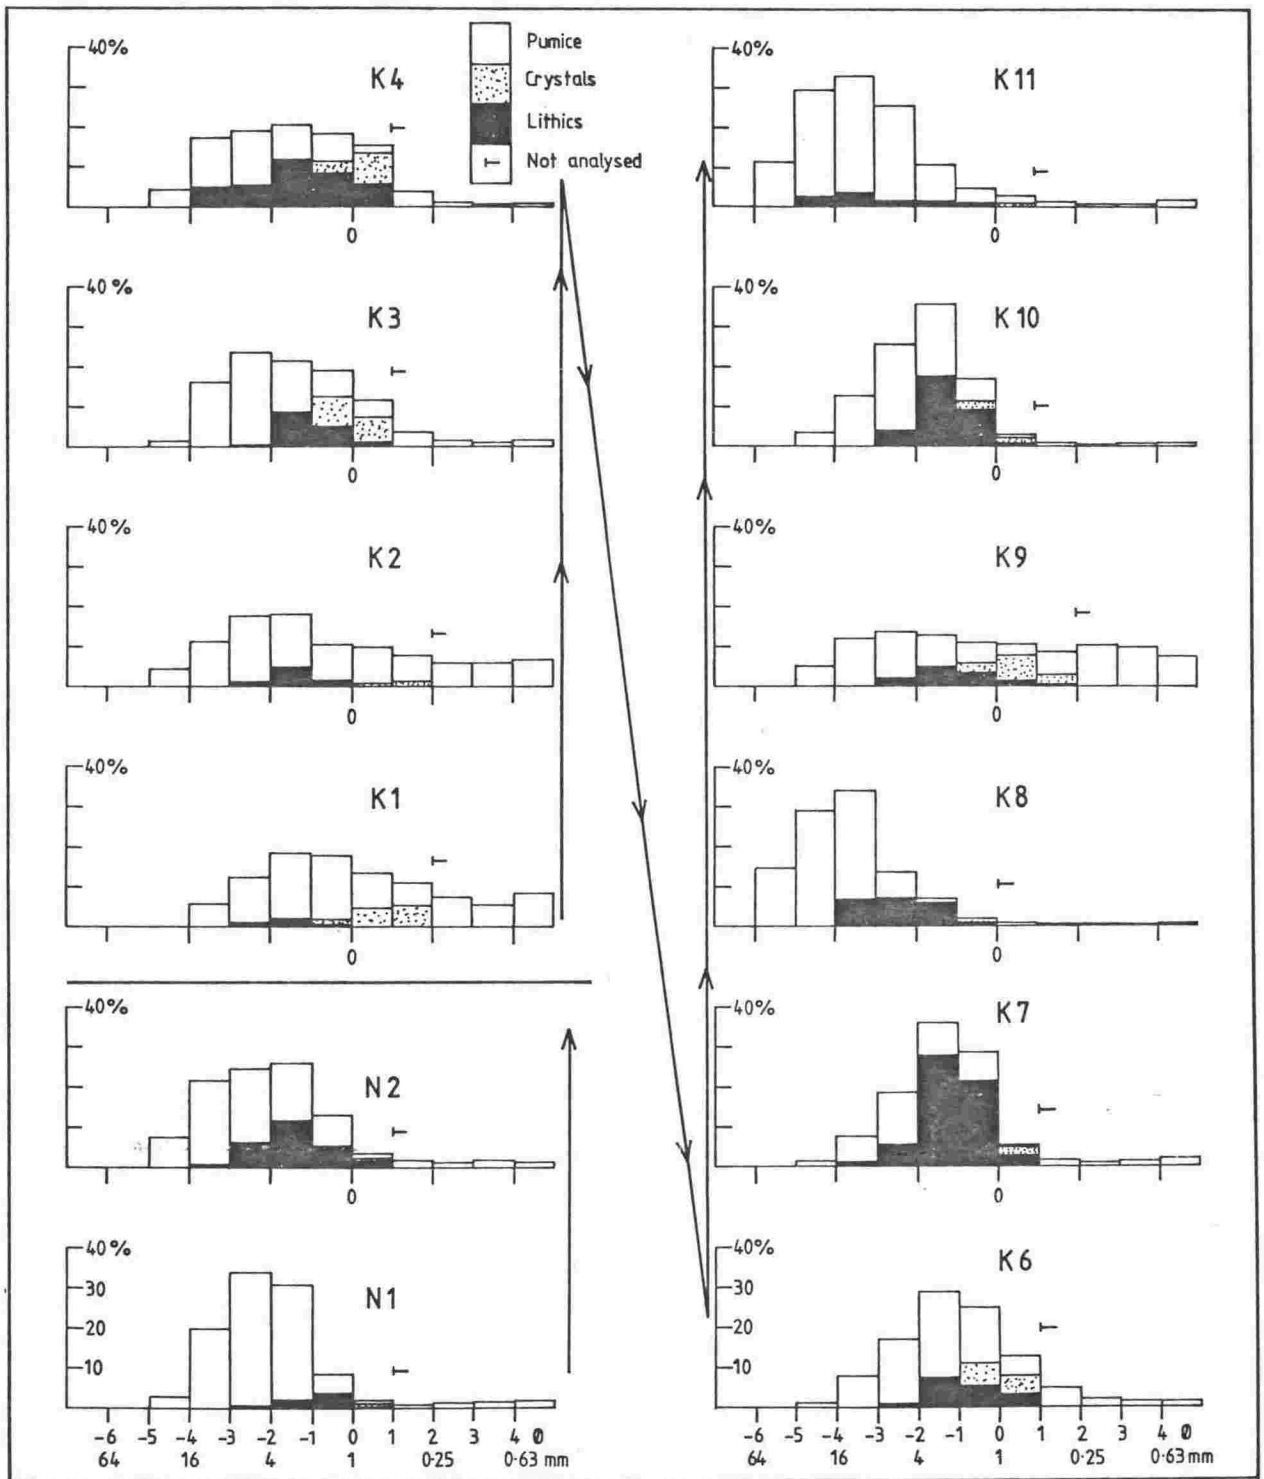 40%
K4
Pumice
Crystals
Lithics
T Not analysed
T
0
40%
K3
T
0
40%
K2
T
0
40%
K1
T
0
40%
N2
T
0
40%
30
20
10
N1
T
-6 -5 -4 -3 -2 -1 0 1 2 3 4 Ø
64 16 4 1 0·25 0·63 mm
40%
K11
T
0
40%
K10
T
0
40%
K9
T
0
40%
K8
T
0
40%
K7
T
0
40%
30
20
10
K6
T
-6 -5 -4 -3 -2 -1 0 1 2 3 4 Ø
64 16 4 1 0·25 0·63 mm